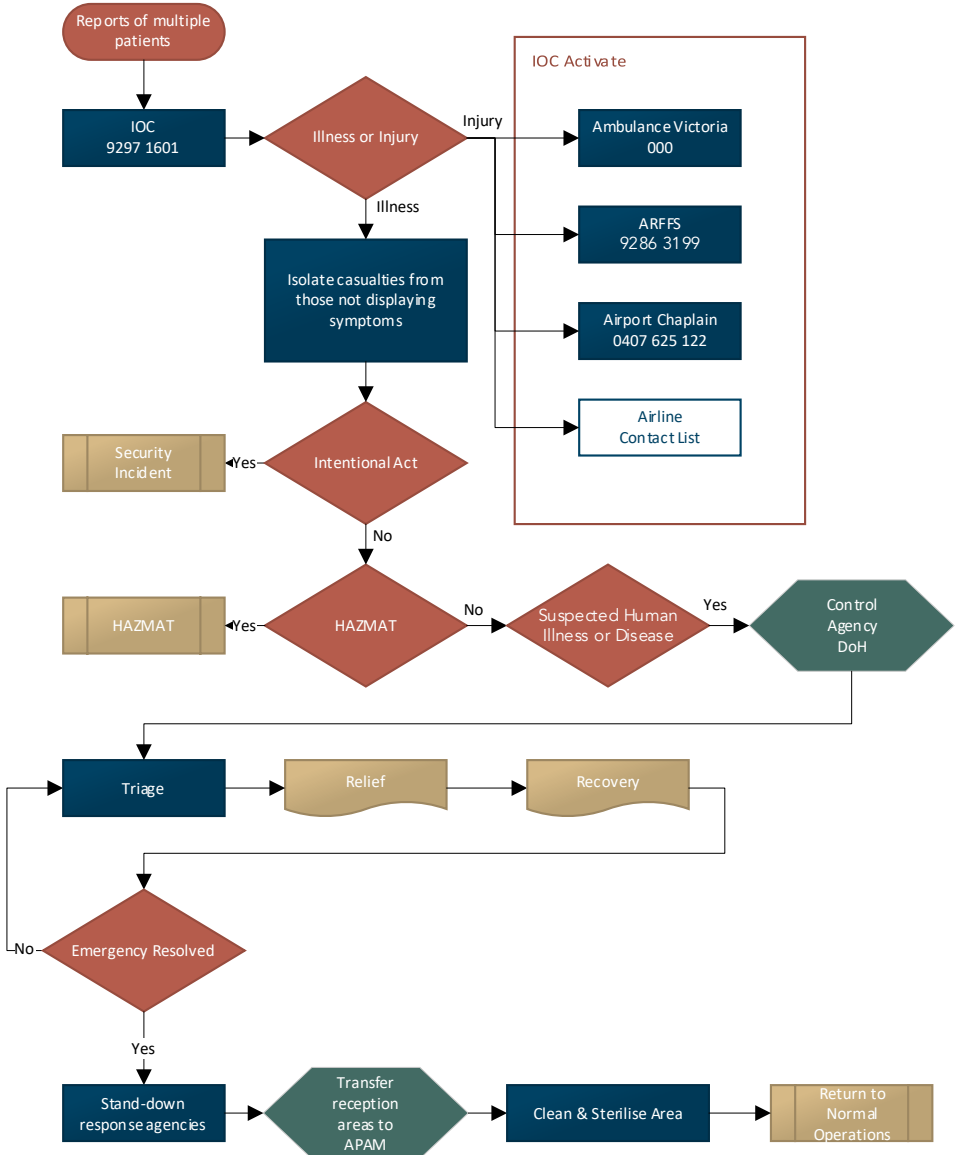 Reports of multiple
patients
IOC Activate
IOC
9297 1601
Illness or Injury
Injury
Ambulance Victoria
000
Illness
ARFFS
9286 3199
Isolate casualties from
those not displaying
symptoms
Airport Chaplain
0407 625 122
Airline
Contact List
Security
Incident
Yes
Intentional Act
No
HAZMAT
Yes
HAZMAT
No
Suspected Human
Illness or Disease
Yes
Control
Agency
DoH
Triage
Relief
Recovery
No
Emergency Resolved
Yes
Stand-down
response agencies
Transfer
reception
areas to
APAM
Clean & Sterilise Area
Return to
Normal
Operations